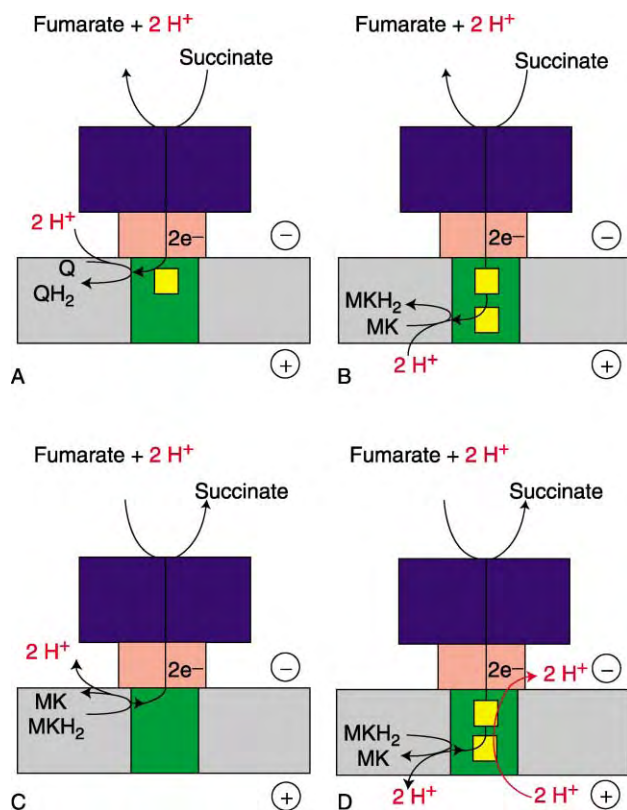 Fumarate + 2 H+
Succinate
2 H+
2e−
−
Q
QH2
+
A
Fumarate + 2 H+
Succinate
2e−
−
MKH2
MK
2 H+
+
B
Fumarate + 2 H+
Succinate
2 H+
2e−
−
MK
MKH2
+
C
Fumarate + 2 H+
Succinate
2e−
2 H+
−
MKH2
MK
2 H+
2 H+
+
D